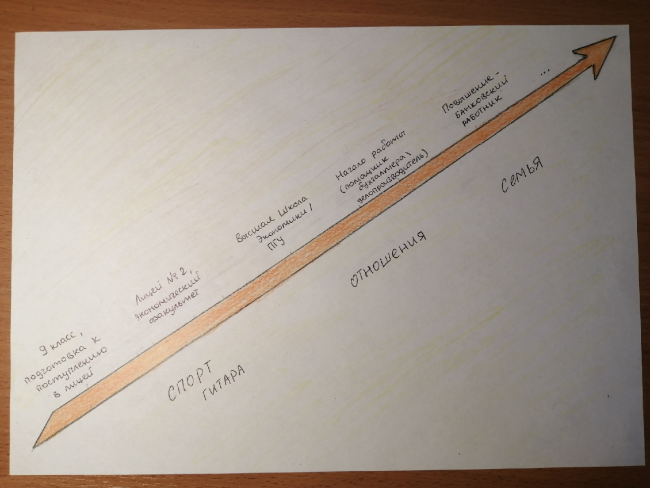 9 класс,
подготовка к
поступлению
в лицей
Лицей № 2,
экономический
факультет
Высшая Школа
Экономики /
ПГУ
Начало работы
(помощник
бухгалтера \
делопроизводитель)
Повышение -
банковский
работник
...
СПОРТ
ГИТАРА
ОТНОШЕНИЯ
СЕМЬЯ